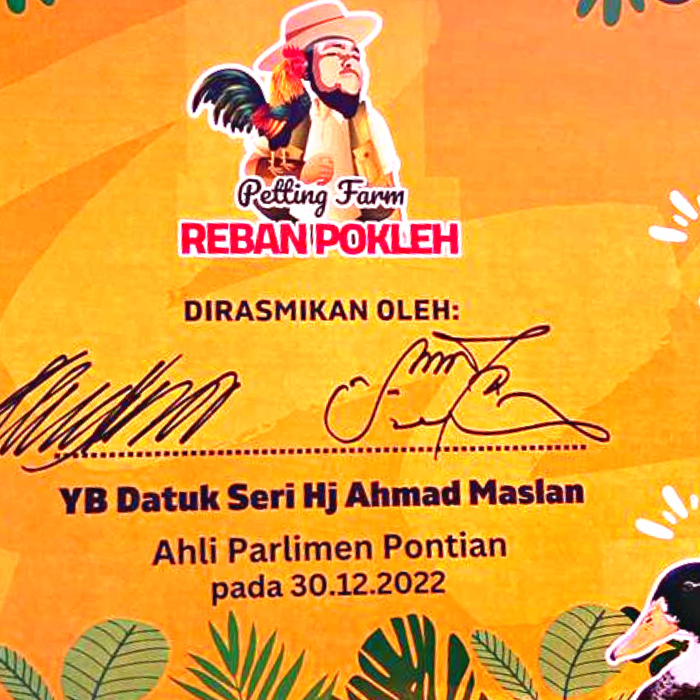 Petting Farm
REBAN POKLEH
DIRASMIKAN OLEH:
YB Datuk Seri Hj Ahmad Maslan
Ahli Parlimen Pontian
pada 30.12.2022